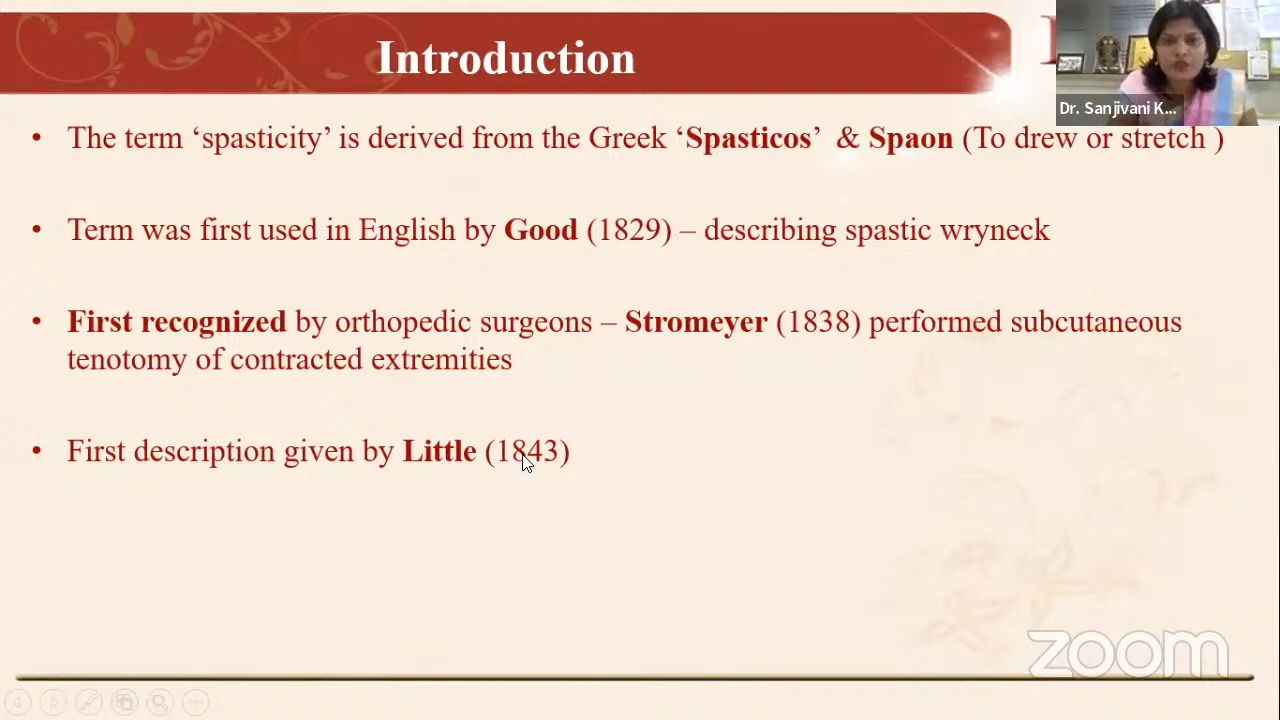 Introduction
Dr. Sanjivani K...
• The term ‘spasticity’ is derived from the Greek ‘Spasticos’ & Spaon (To drew or stretch )
• Term was first used in English by Good (1829) – describing spastic wryneck
• First recognized by orthopedic surgeons – Stromeyer (1838) performed subcutaneous
tenotomy of contracted extremities
• First description given by Little (1843)
zoom